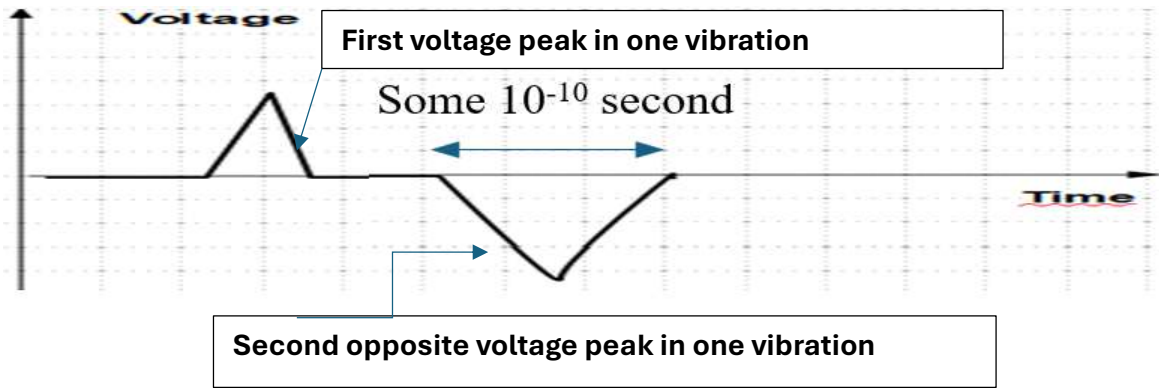 Voltage
First voltage peak in one vibration
Some 10⁻¹⁰ second
Time
Second opposite voltage peak in one vibration